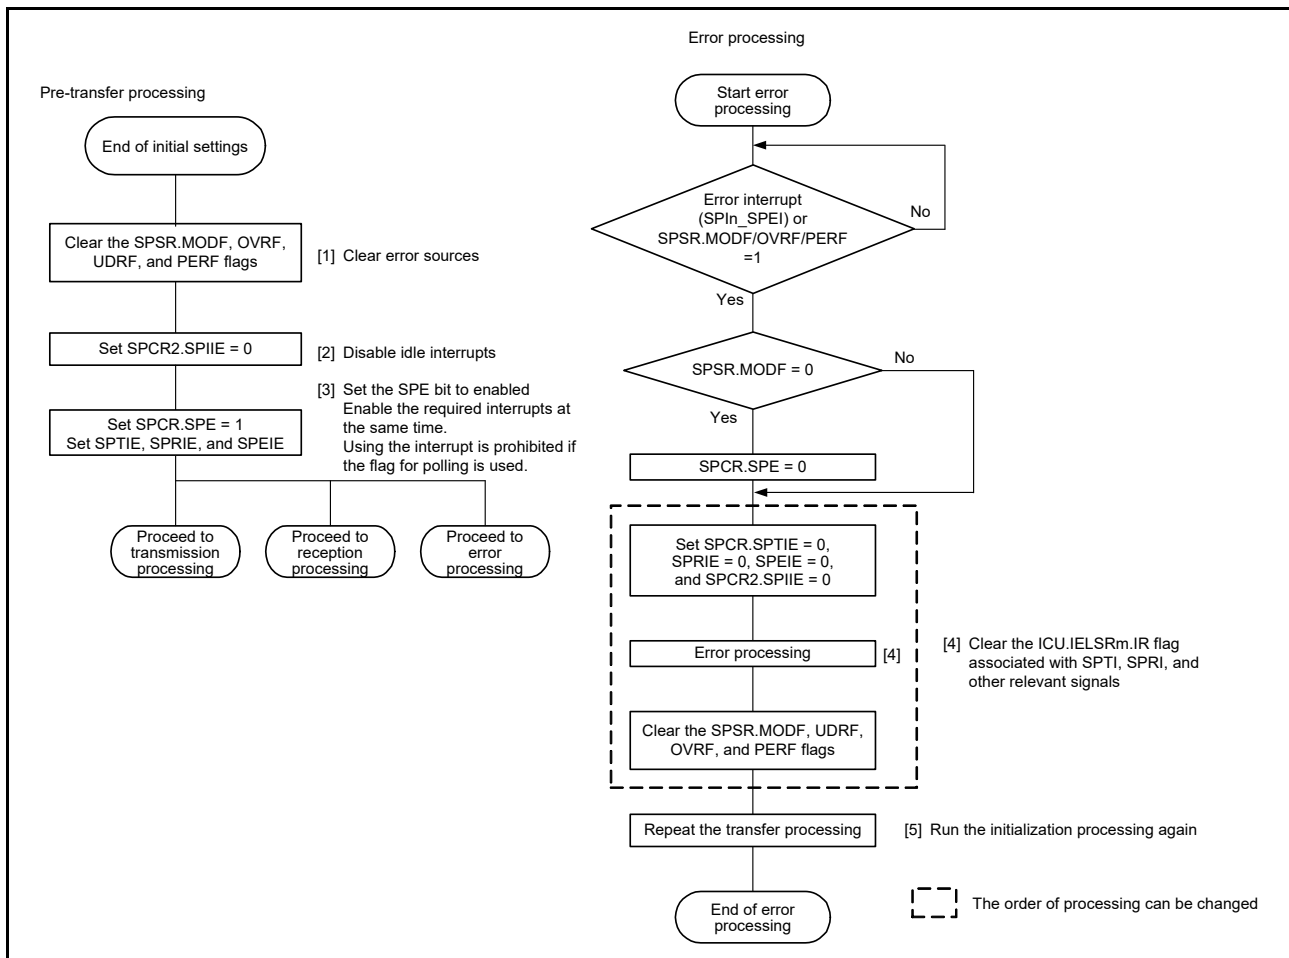 Pre-transfer processing
End of initial settings
Clear the SPSR.MODF, OVRF,
UDRF, and PERF flags
[1] Clear error sources
Set SPCR2.SPIIE = 0
[2] Disable idle interrupts
Set SPCR.SPE = 1
Set SPTIE, SPRIE, and SPEIE
[3] Set the SPE bit to enabled
Enable the required interrupts at
the same time.
Using the interrupt is prohibited if
the flag for polling is used.
Proceed to
transmission
processing
Proceed to
reception
processing
Proceed to
error
processing
Error processing
Start error
processing
Error interrupt
(SPIn_SPEI) or
SPSR.MODF/OVRF/PERF
=1
No
Yes
SPSR.MODF = 0
No
Yes
SPCR.SPE = 0
Set SPCR.SPTIE = 0,
SPRIE = 0, SPEIE = 0,
and SPCR2.SPIIE = 0
Error processing
[4]
[4] Clear the ICU.IELSRm.IR flag
associated with SPTI, SPRI, and
other relevant signals
Clear the SPSR.MODF, UDRF,
OVRF, and PERF flags
Repeat the transfer processing
[5] Run the initialization processing again
End of error
processing
The order of processing can be changed